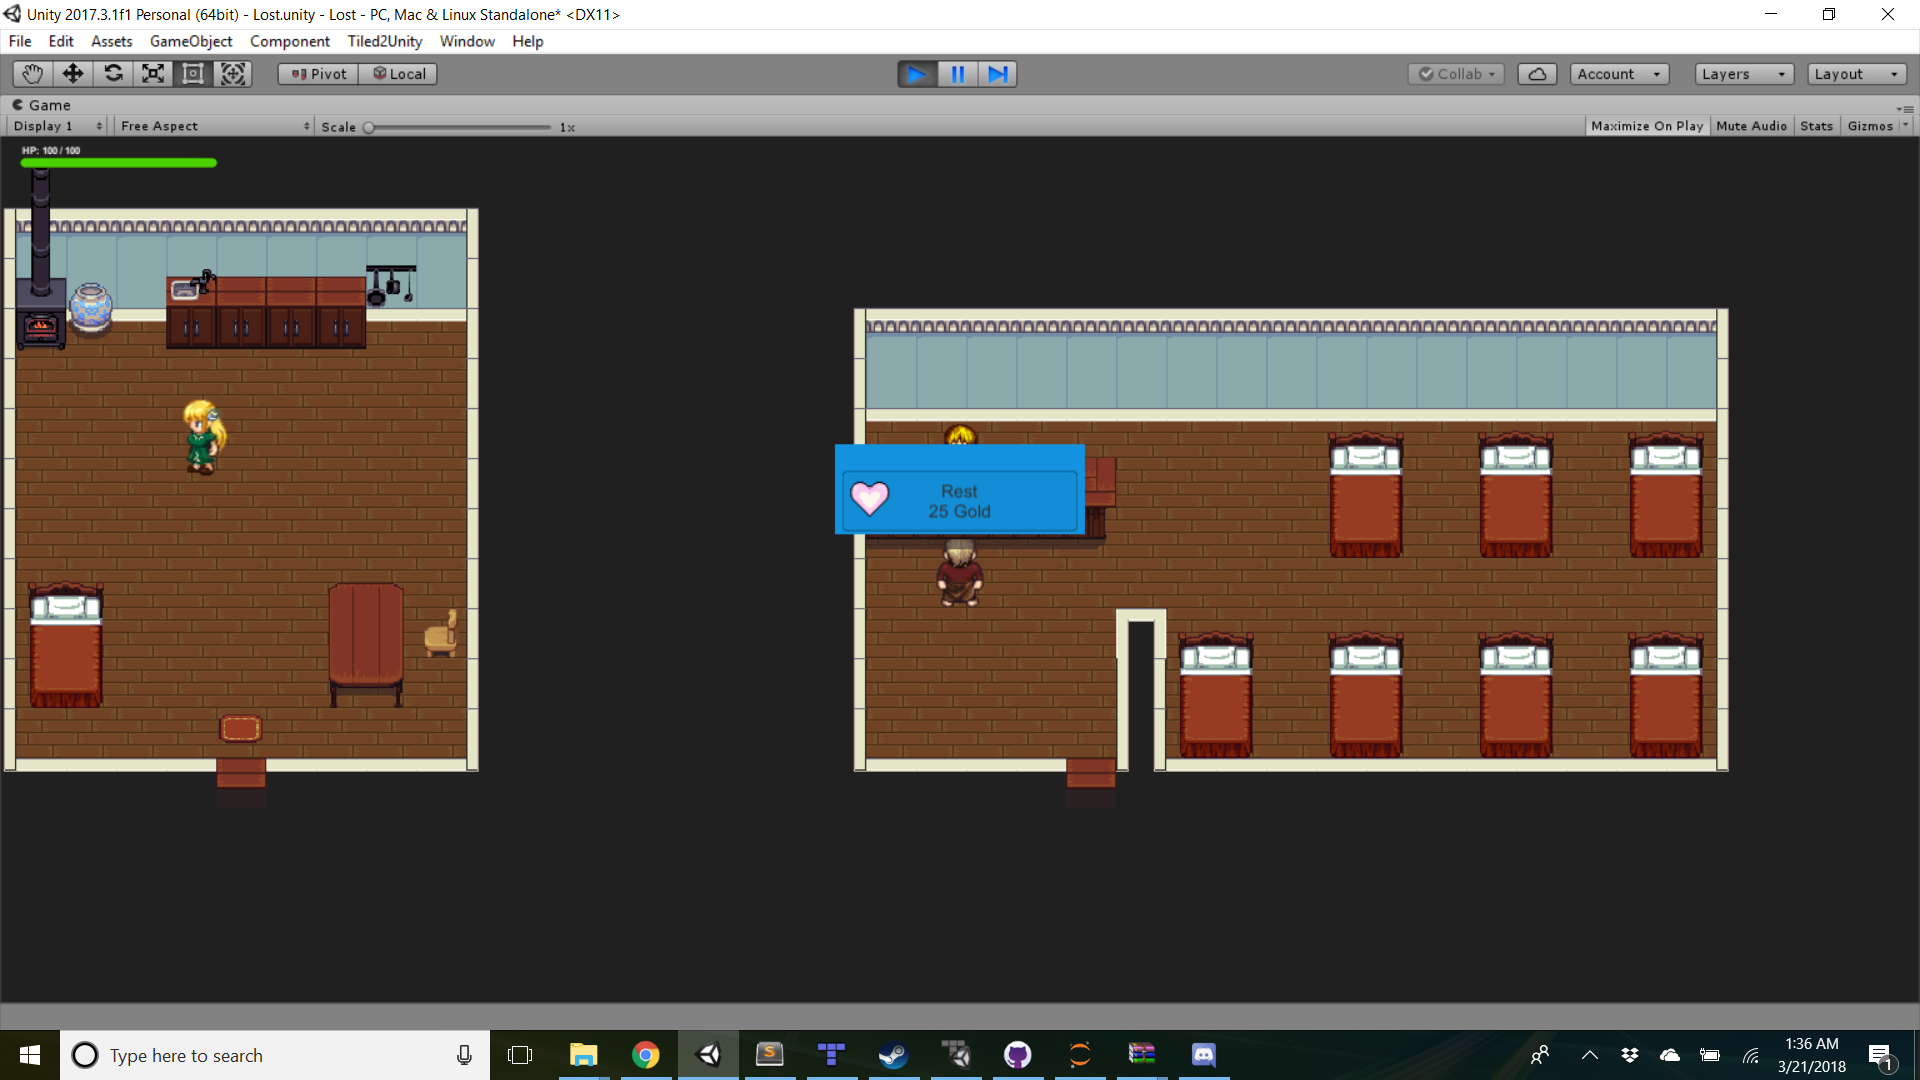 Unity 2017.3.1f1 Personal (64bit) - Lost.unity - Lost - PC, Mac & Linux Standalone* <DX11>
File Edit Assets GameObject Component Tiled2Unity Window Help
Pivot Local Collab Account Layers Layout
Game
Display 1 Free Aspect Scale 1x Maximize On Play Mute Audio Stats Gizmos
HP: 100 / 100
Rest
25 Gold
Type here to search
1:36 AM
3/21/2018
1